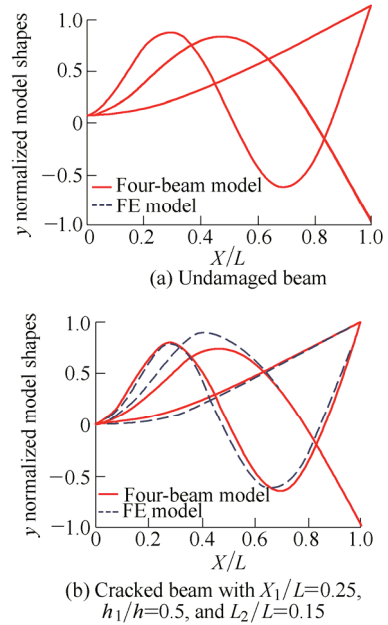 y normalized model shapes
1.0
0.5
0
−0.5
−1.0
Four-beam model
FE model
0 0.2 0.4 0.6 0.8 1.0
X/L
(a) Undamaged beam
y normalized model shapes
1.0
0.5
0
−0.5
−1.0
Four-beam model
FE model
0 0.2 0.4 0.6 0.8 1.0
X/L
(b) Cracked beam with X₁/L=0.25,
h₁/h=0.5, and L₂/L=0.15